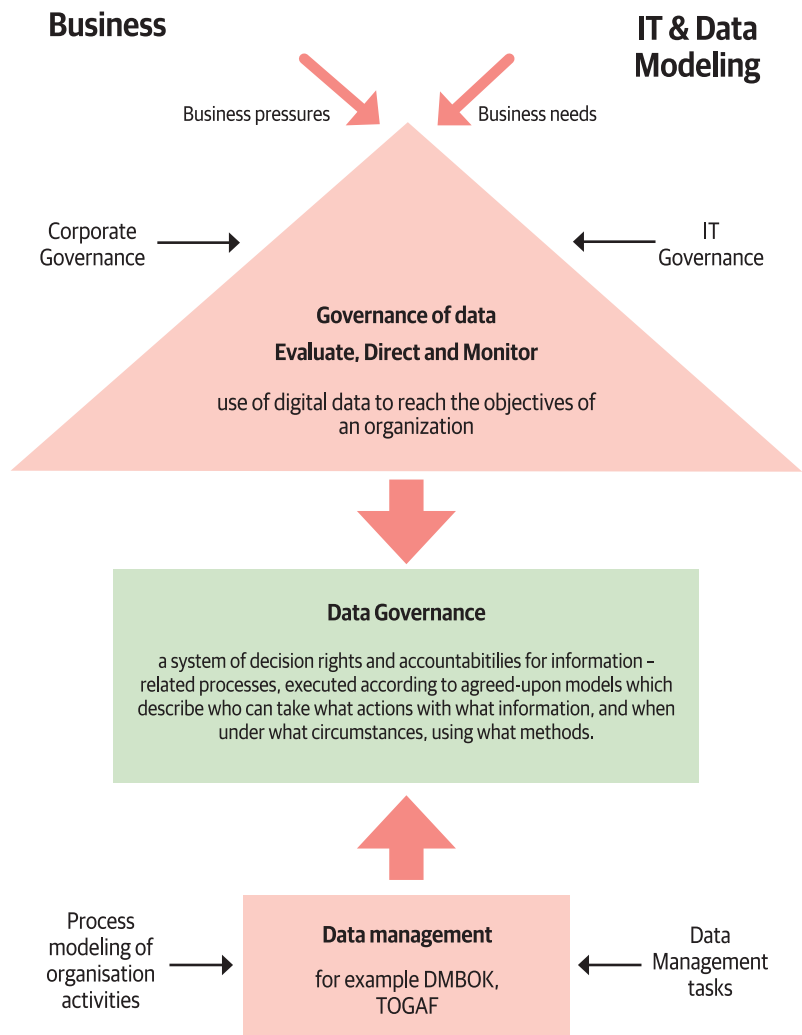 Business
IT & Data
Modeling
Business pressures
Business needs
Corporate
Governance
IT
Governance
Governance of data
Evaluate, Direct and Monitor
use of digital data to reach the objectives of
an organization
Data Governance
a system of decision rights and accountabitilies for information –
related processes, executed according to agreed-upon models which
describe who can take what actions with what information, and when
under what circumstances, using what methods.
Process
modeling of
organisation
activities
Data management
for example DMBOK,
TOGAF
Data
Management
tasks